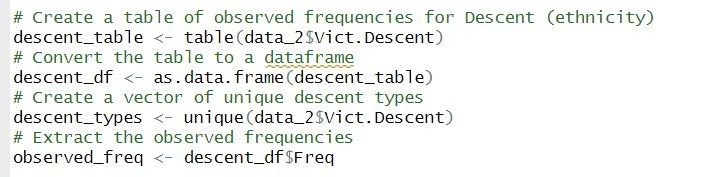 # Create a table of observed frequencies for Descent (ethnicity)
descent_table <- table(data_2$Vict.Descent)
# Convert the table to a dataframe
descent_df <- as.data.frame(descent_table)
# Create a vector of unique descent types
descent_types <- unique(data_2$Vict.Descent)
# Extract the observed frequencies
observed_freq <- descent_df$Freq